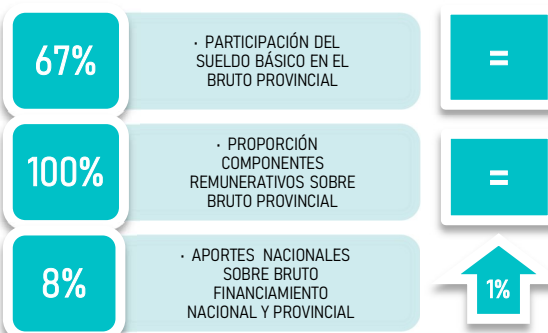 67%
· PARTICIPACIÓN DEL
SUELDO BÁSICO EN EL
BRUTO PROVINCIAL
=
100%
· PROPORCIÓN
COMPONENTES
REMUNERATIVOS SOBRE
BRUTO PROVINCIAL
=
8%
· APORTES NACIONALES
SOBRE BRUTO
FINANCIAMIENTO
NACIONAL Y PROVINCIAL
1%